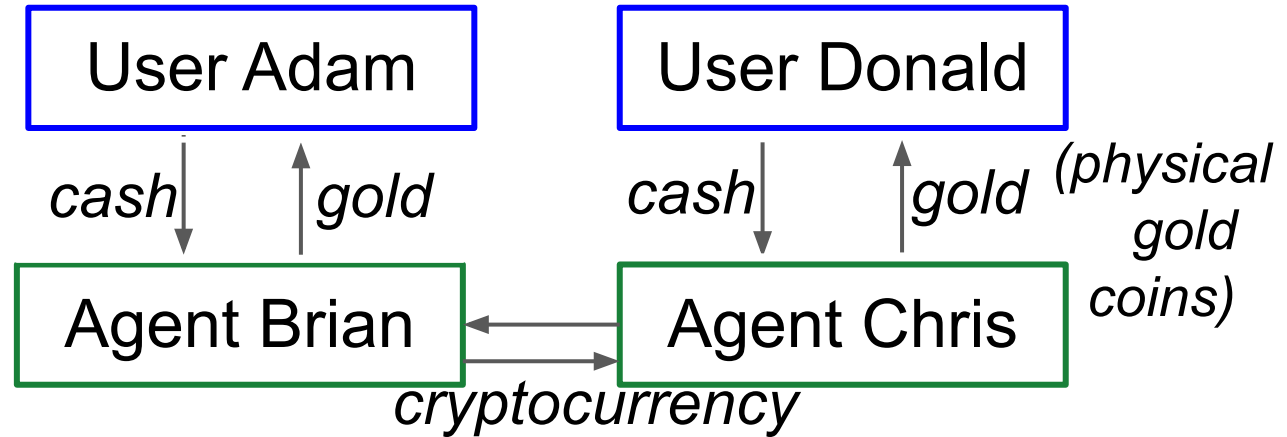 User Adam
User Donald
cash
gold
cash
gold
(physical
gold
coins)
Agent Brian
Agent Chris
cryptocurrency